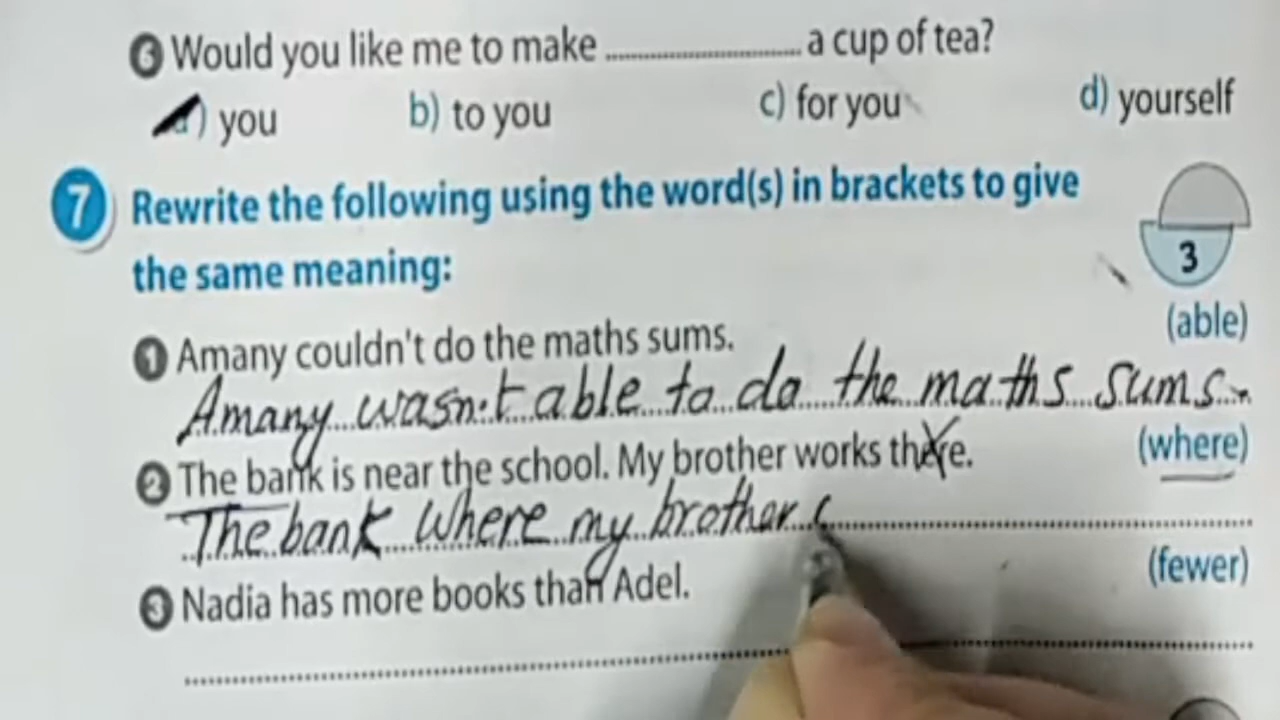 6 Would you like me to make ........................ a cup of tea?
a) you b) to you c) for you d) yourself
7 Rewrite the following using the word(s) in brackets to give
the same meaning:
3
1 Amany couldn't do the maths sums. (able)
Amany wasn't able to do the maths sums.
2 The bank is near the school. My brother works there. (where)
The bank where my brother
3 Nadia has more books than Adel. (fewer)